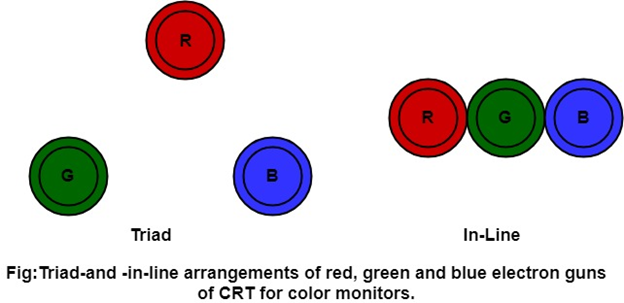 R
G
B
Triad
R
G
B
In-Line
Fig:Triad-and -in-line arrangements of red, green and blue electron guns
of CRT for color monitors.